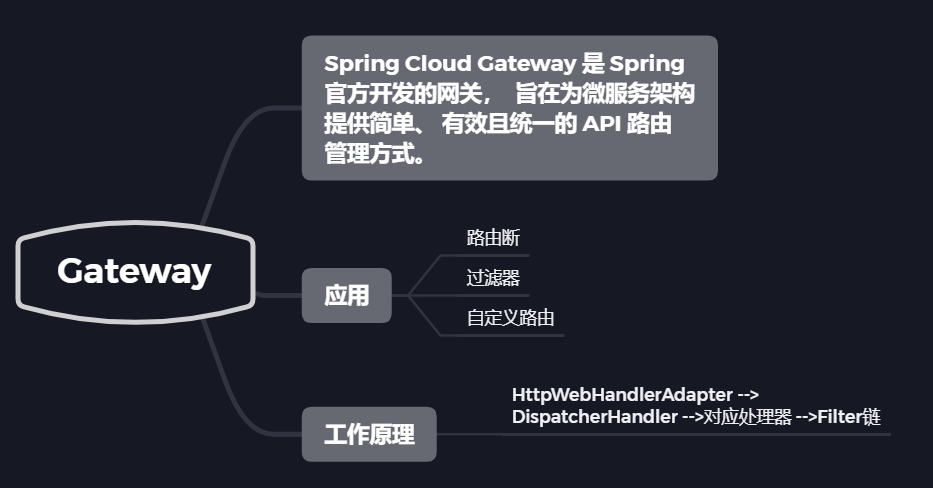 Spring Cloud Gateway 是 Spring
官方开发的网关， 旨在为微服务架构
提供简单、 有效且统一的 API 路由
管理方式。
Gateway
应用
路由断
过滤器
自定义路由
工作原理
HttpWebHandlerAdapter -->
DispatcherHandler -->对应处理器 -->Filter链